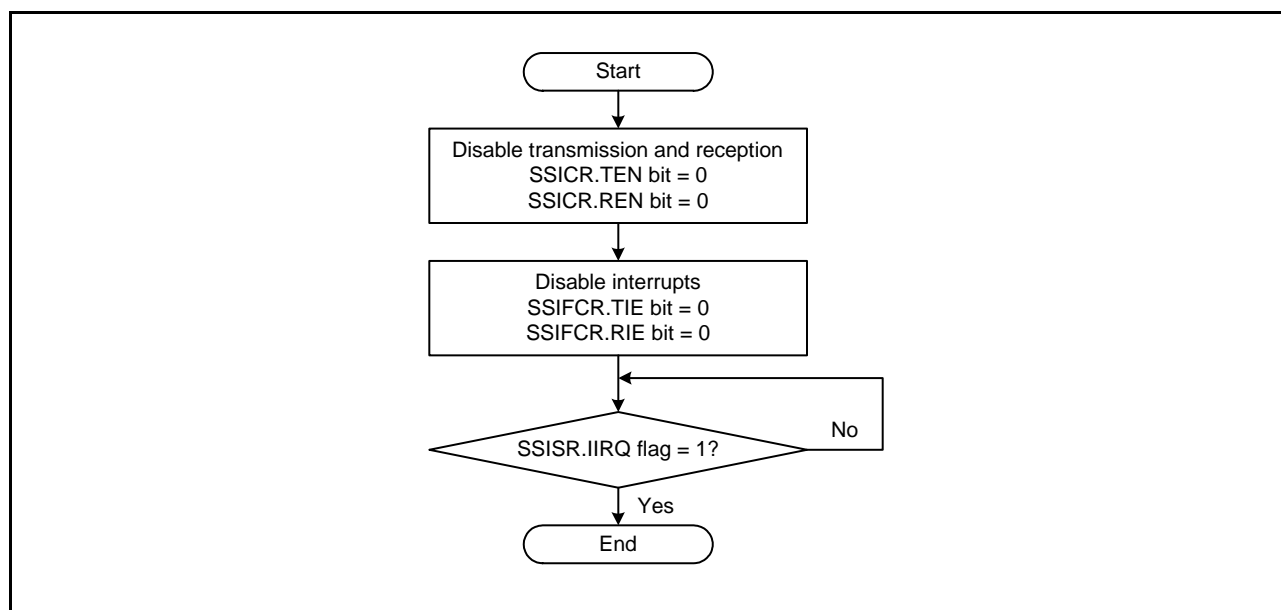 Start
Disable transmission and reception
SSICR.TEN bit = 0
SSICR.REN bit = 0
Disable interrupts
SSIFCR.TIE bit = 0
SSIFCR.RIE bit = 0
SSISR.IIRQ flag = 1?
No
Yes
End